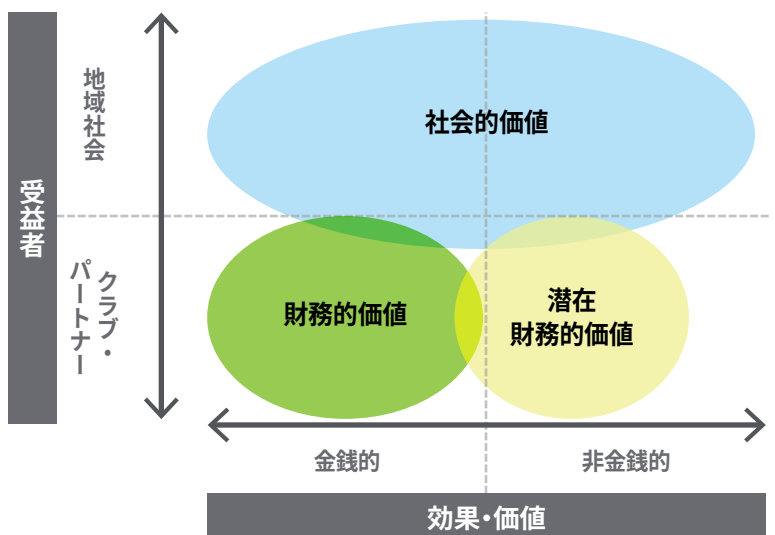 受益者
地域社会
クラブ・
パートナー
社会的価値
財務的価値
潜在
財務的価値
金銭的
非金銭的
効果・価値